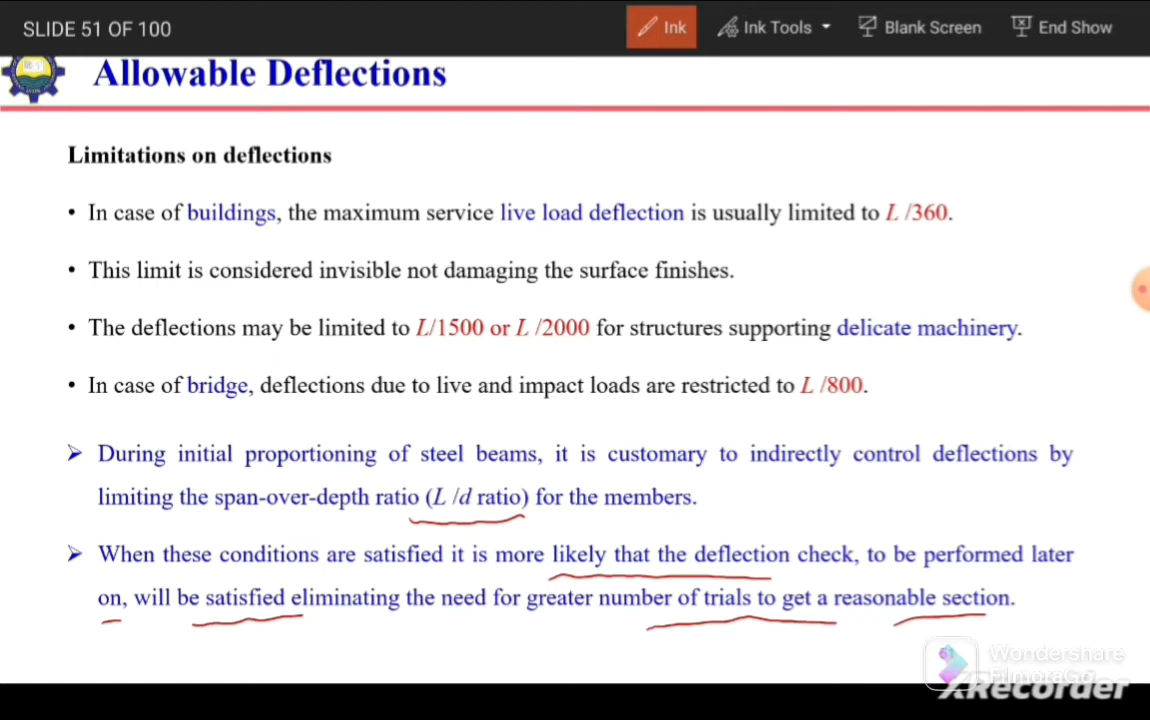 SLIDE 51 OF 100
Ink
Ink Tools
Blank Screen
End Show
Allowable Deflections
Limitations on deflections
• In case of buildings, the maximum service live load deflection is usually limited to L /360.
• This limit is considered invisible not damaging the surface finishes.
• The deflections may be limited to L/1500 or L /2000 for structures supporting delicate machinery.
• In case of bridge, deflections due to live and impact loads are restricted to L /800.
➢ During initial proportioning of steel beams, it is customary to indirectly control deflections by
limiting the span-over-depth ratio (L /d ratio) for the members.
➢ When these conditions are satisfied it is more likely that the deflection check, to be performed later
on, will be satisfied eliminating the need for greater number of trials to get a reasonable section.
Wondershare
FilmoraGo
XRecorder